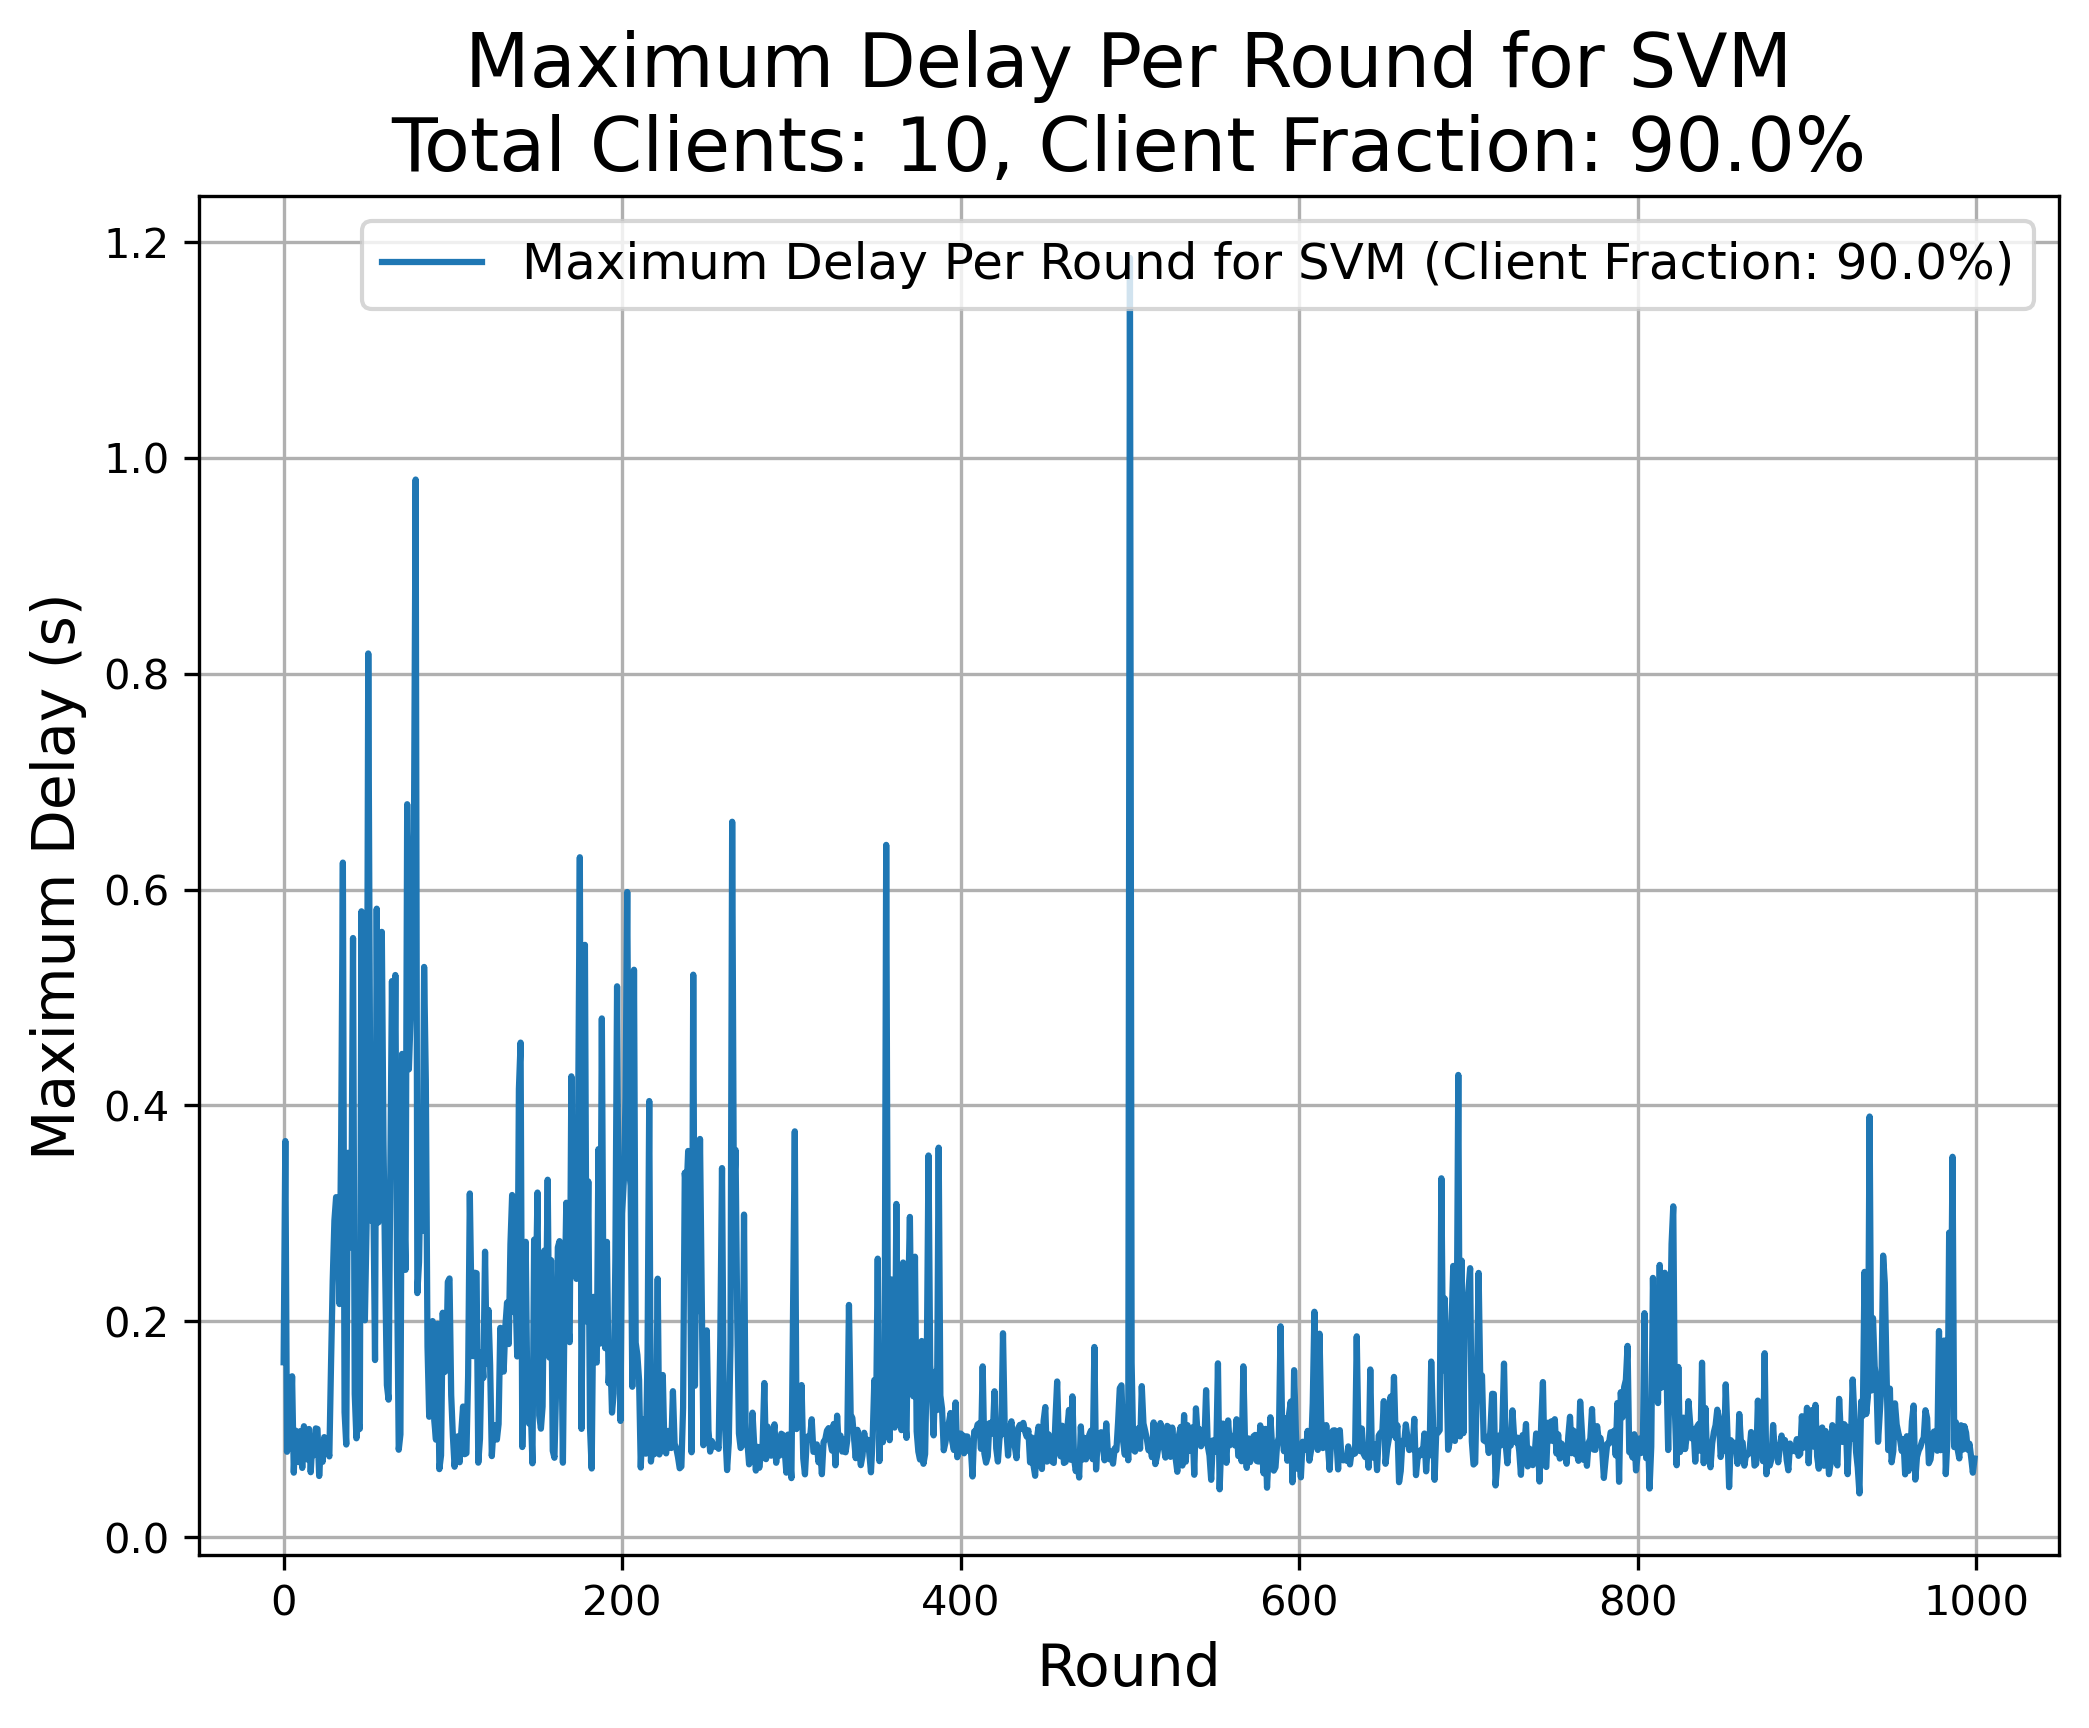 Maximum Delay Per Round for SVM
Total Clients: 10, Client Fraction: 90.0%
Maximum Delay Per Round for SVM (Client Fraction: 90.0%)
Maximum Delay (s)
1.2
1.0
0.8
0.6
0.4
0.2
0.0
0 200 400 600 800 1000
Round